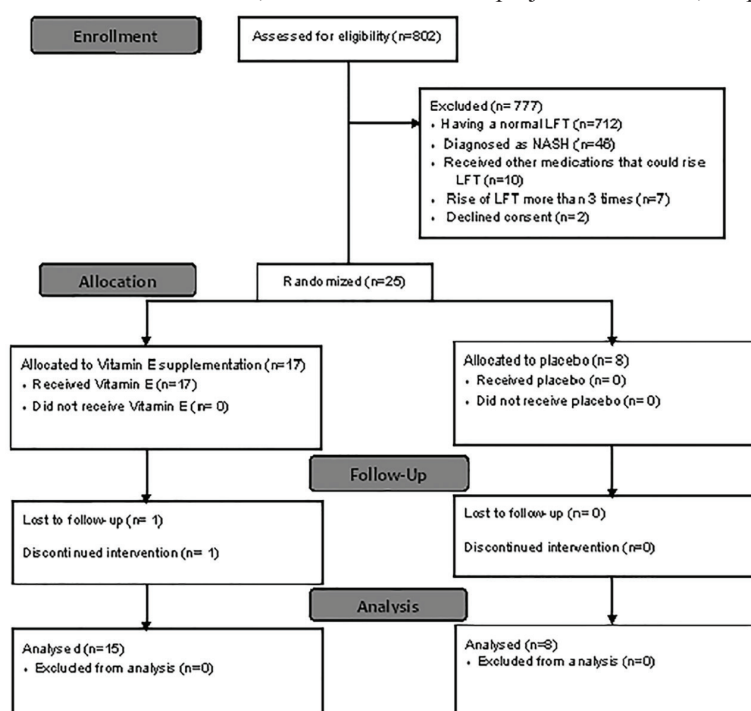 Enrollment
Assessed for eligibility (n=802)
Excluded (n= 777)
• Having a normal LFT (n=712)
• Diagnosed as NASH (n=46)
• Received other medications that could rise
LFT (n=10)
• Rise of LFT more than 3 times (n=7)
• Declined consent (n=2)
Allocation
Randomized (n=25)
Allocated to Vitamin E supplementation (n=17)
• Received Vitamin E (n=17)
• Did not receive Vitamin E (n= 0)
Allocated to placebo (n= 8)
• Received placebo (n= 0)
• Did not receive placebo (n= 0)
Follow-Up
Lost to follow-up (n= 1)
Discontinued intervention (n= 1)
Lost to follow-up (n= 0)
Discontinued intervention (n=0)
Analysis
Analysed (n=15)
• Excluded from analysis (n=0)
Analysed (n=8)
• Excluded from analysis (n=0)